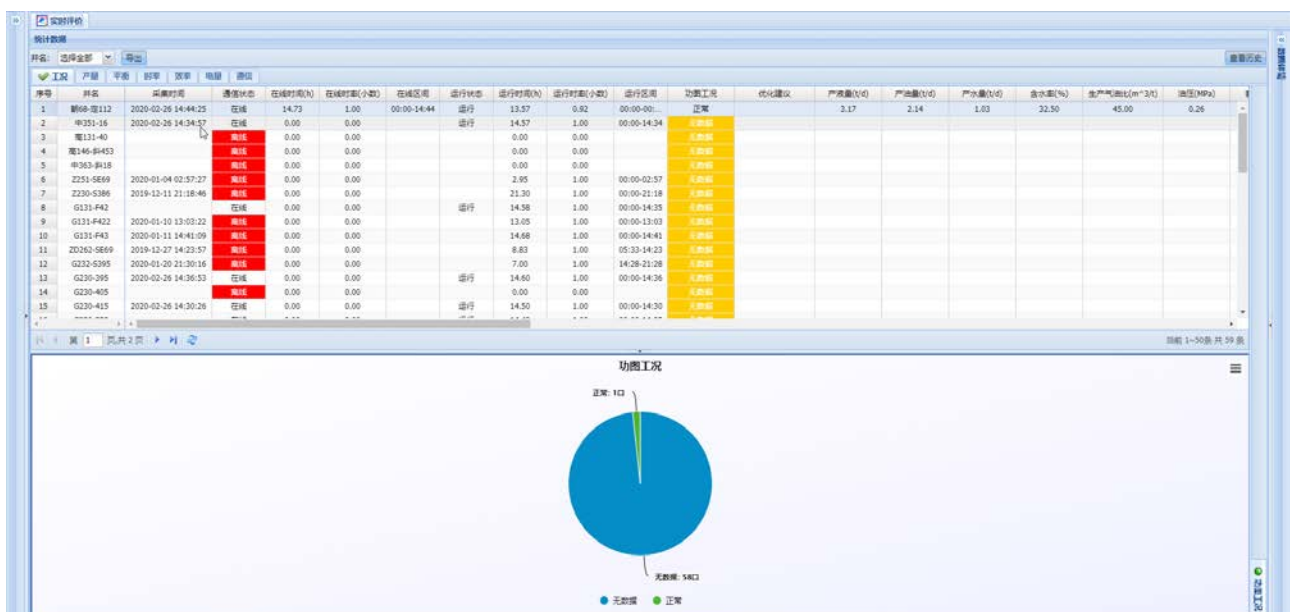 实时评价
统计数据
井名: 选择全部 导出 查看历史
工况 产量 平衡 时率 效率 电量 通信
序号 井名 采集时间 通信状态 在线时间(h) 在线时率(小数) 在线区间 运行状态 运行时间(h) 运行时率(小数) 运行区间 功图工况 优化建议 产液量(t/d) 产油量(t/d) 产水量(t/d) 含水率(%) 生产气油比(m^3/t) 油压(MPa)
1 2020-02-26 14:44:25 在线 14.73 1.00 00:00-14:44 运行 13.57 0.92 00:00-00:... 正常 3.17 2.14 1.03 32.50 45.00 0.26
2 中351-16 2020-02-26 14:34:57 在线 0.00 0.00 运行 14.57 1.00 00:00-14:34 无数据
3 离线 0.00 0.00 0.00 0.00 无数据
4 离线 0.00 0.00 0.00 0.00 无数据
5 中363-斜18 离线 0.00 0.00 0.00 0.00 无数据
6 Z251-SE69 2020-01-04 02:57:27 离线 0.00 0.00 2.95 1.00 00:00-02:57 无数据
7 Z230-S386 2019-12-11 21:18:46 离线 0.00 0.00 21.30 1.00 00:00-21:18 无数据
8 G131-F42 在线 0.00 0.00 运行 14.58 1.00 00:00-14:35 无数据
9 G131-F422 2020-01-10 13:03:22 离线 0.00 0.00 13.05 1.00 00:00-13:03 无数据
10 G131-F43 2020-01-11 14:41:09 离线 0.00 0.00 14.68 1.00 00:00-14:41 无数据
11 ZD262-SE69 2019-12-27 14:23:57 离线 0.00 0.00 8.83 1.00 05:33-14:23 无数据
12 G232-S395 2020-01-20 21:30:16 离线 0.00 0.00 7.00 1.00 14:28-21:28 无数据
13 G230-395 2020-02-26 14:36:53 在线 0.00 0.00 运行 14.60 1.00 00:00-14:36 无数据
14 G230-405 离线 0.00 0.00 0.00 0.00 无数据
15 G230-415 2020-02-26 14:30:26 在线 0.00 0.00 运行 14.50 1.00 00:00-14:30 无数据
第 1 页,共 2 页 当前 1~50条 共 59 条
功图工况
正常: 1口
无数据: 58口
无数据 正常
功图工况